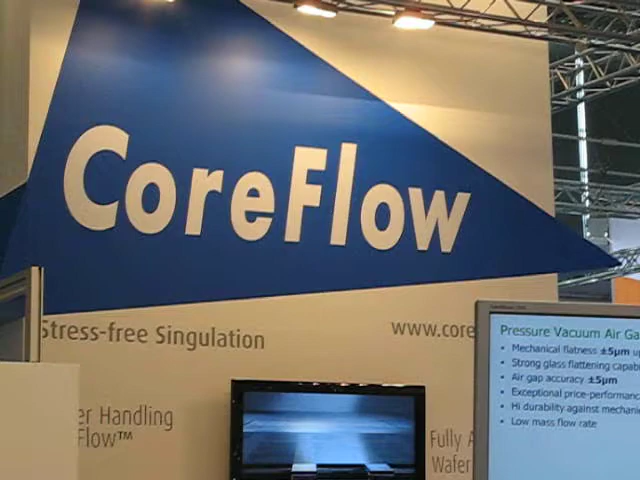 CoreFlow
Stress-free Singulation
www.core
er Handling
Flow™
Fully A
Wafer
Pressure Vacuum Air Ga
• Mechanical flatness ±5µm u
• Strong glass flattening capab
• Air gap accuracy ±5µm
• Exceptional price-performanc
• Hi durability against mechani
• Low mass flow rate